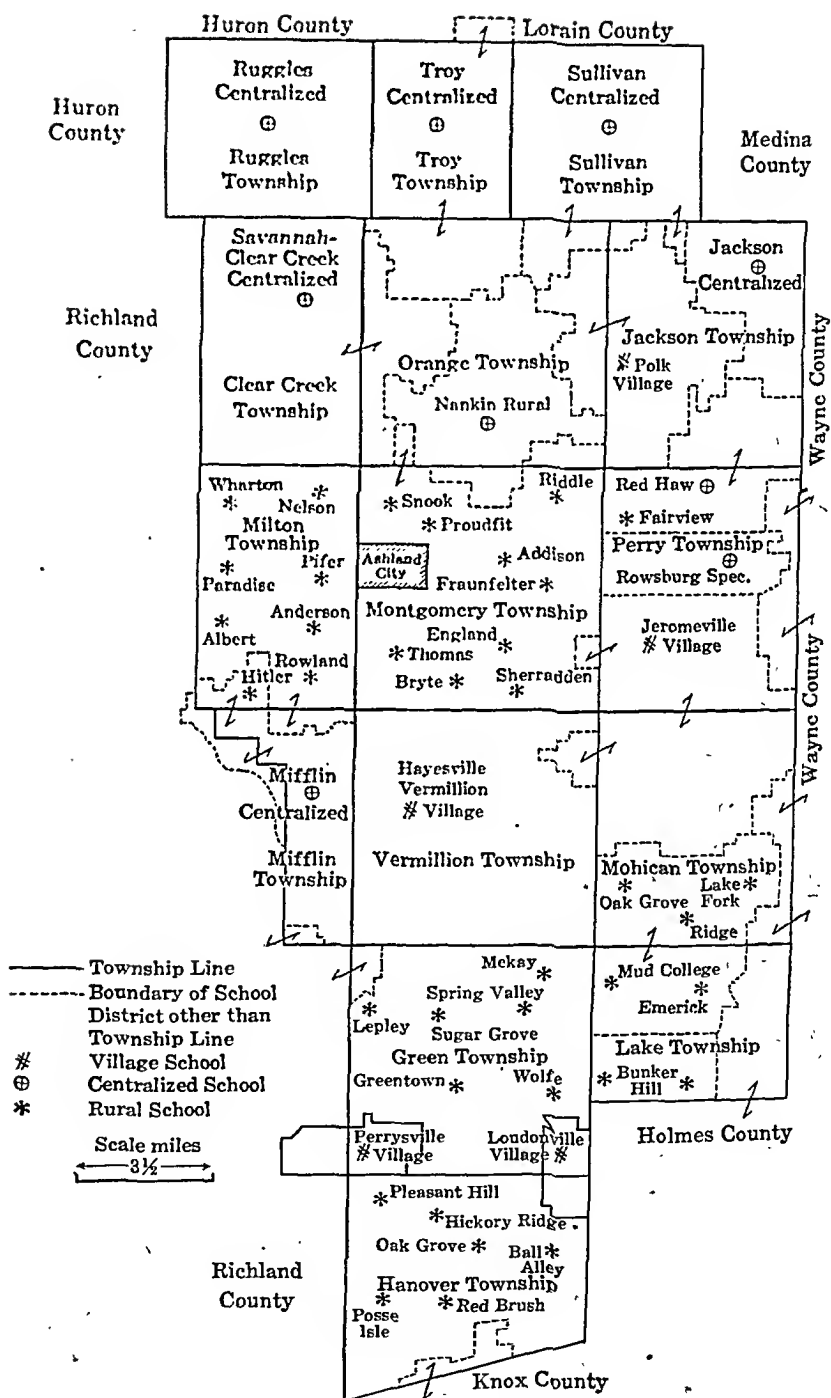 Huron County
Lorain County
Huron
County
Medina
County
Ruggles
Centralized
Ruggles
Township
Troy
Centralized
Troy
Township
Sullivan
Centralized
Sullivan
Township
Richland
County
Savannah-
Clear Creek
Centralized
Clear Creek
Township
Orange Township
Nankin Rural
Jackson
Centralized
Jackson Township
Polk
Village
Wayne County
Wharton
Nelson
Milton
Township
Paradise
Pifer
Anderson
Albert
Rowland
Hitler
Snook
Riddle
Proudfit
Ashland
City
Addison
Fraunfelter
Montgomery Township
England
Thomas
Bryte
Sherradden
Red Haw
Fairview
Perry Township
Rowsburg Spec.
Jeromeville
Village
Wayne County
Mifflin
Centralized
Mifflin
Township
Hayesville
Vermillion
Village
Vermillion Township
Mohican Township
Oak Grove
Lake
Fork
Ridge
Mckay
Spring Valley
Lepley
Sugar Grove
Green Township
Greentown
Wolfe
Mud College
Emerick
Lake Township
Bunker
Hill
Holmes County
Perrysville
Village
Loudonville
Village
Pleasant Hill
Hickory Ridge
Oak Grove
Ball
Alley
Hanover Township
Posse
Isle
Red Brush
Richland
County
Knox County
Township Line
Boundary of School
District other than
Township Line
Village School
Centralized School
Rural School
Scale miles
3½